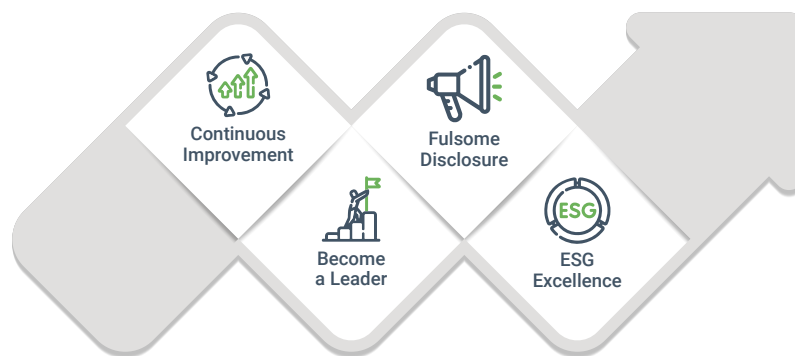 Continuous
Improvement
Become
a Leader
Fulsome
Disclosure
ESG
ESG
Excellence